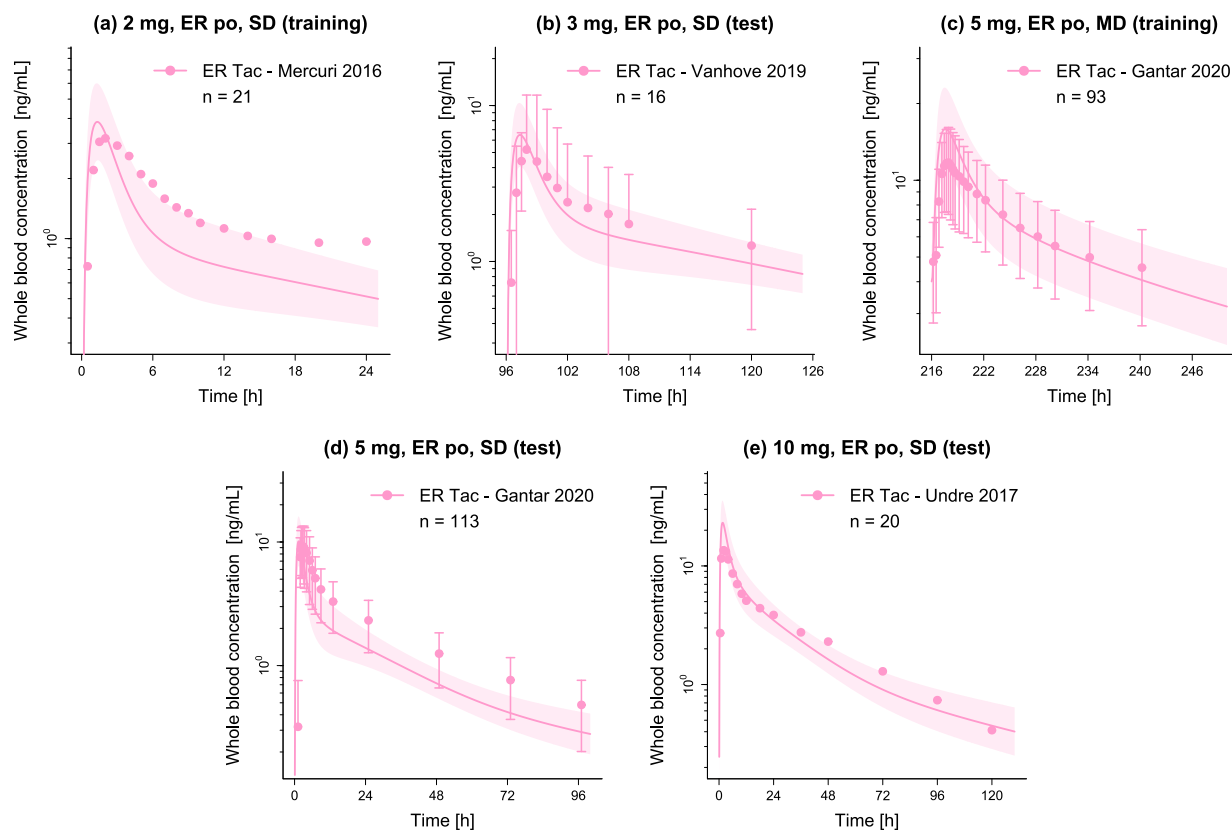 (a) 2 mg, ER po, SD (training)
Whole blood concentration [ng/mL]
10⁰
ER Tac - Mercuri 2016
n = 21
0 6 12 18 24
Time [h]
(b) 3 mg, ER po, SD (test)
Whole blood concentration [ng/mL]
10¹
10⁰
ER Tac - Vanhove 2019
n = 16
96 102 108 114 120 126
Time [h]
(c) 5 mg, ER po, MD (training)
Whole blood concentration [ng/mL]
10¹
ER Tac - Gantar 2020
n = 93
216 222 228 234 240 246
Time [h]
(d) 5 mg, ER po, SD (test)
Whole blood concentration [ng/mL]
10¹
10⁰
ER Tac - Gantar 2020
n = 113
0 24 48 72 96
Time [h]
(e) 10 mg, ER po, SD (test)
Whole blood concentration [ng/mL]
10¹
10⁰
ER Tac - Undre 2017
n = 20
0 24 48 72 96 120
Time [h]